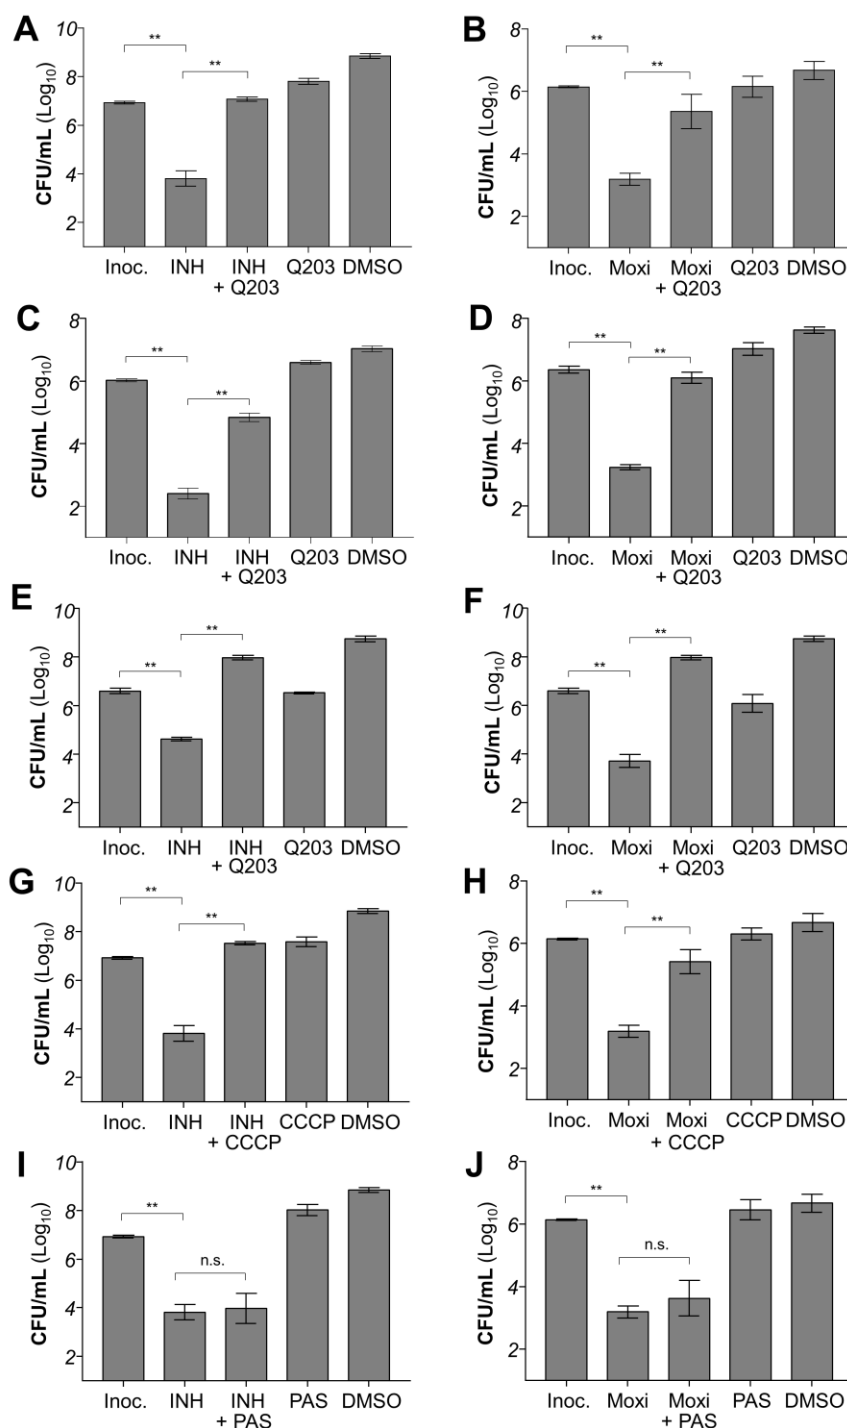 A
CFU/mL (Log10)
10
8
6
4
2
**
**
Inoc.
INH
INH
+ Q203
Q203
DMSO
B
CFU/mL (Log10)
8
6
4
2
**
**
Inoc.
Moxi
Moxi
+ Q203
Q203
DMSO
C
CFU/mL (Log10)
8
6
4
2
**
**
Inoc.
INH
INH
+ Q203
Q203
DMSO
D
CFU/mL (Log10)
8
6
4
2
**
**
Inoc.
Moxi
Moxi
+ Q203
Q203
DMSO
E
CFU/mL (Log10)
10
8
6
4
2
**
**
Inoc.
INH
INH
+ Q203
Q203
DMSO
F
CFU/mL (Log10)
10
8
6
4
2
**
**
Inoc.
Moxi
Moxi
+ Q203
Q203
DMSO
G
CFU/mL (Log10)
10
8
6
4
2
**
**
Inoc.
INH
INH
+ CCCP
CCCP
DMSO
H
CFU/mL (Log10)
8
6
4
2
**
**
Inoc.
Moxi
Moxi
+ CCCP
CCCP
DMSO
I
CFU/mL (Log10)
10
8
6
4
2
**
n.s.
Inoc.
INH
INH
+ PAS
PAS
DMSO
J
CFU/mL (Log10)
8
6
4
2
**
n.s.
Inoc.
Moxi
Moxi
+ PAS
PAS
DMSO